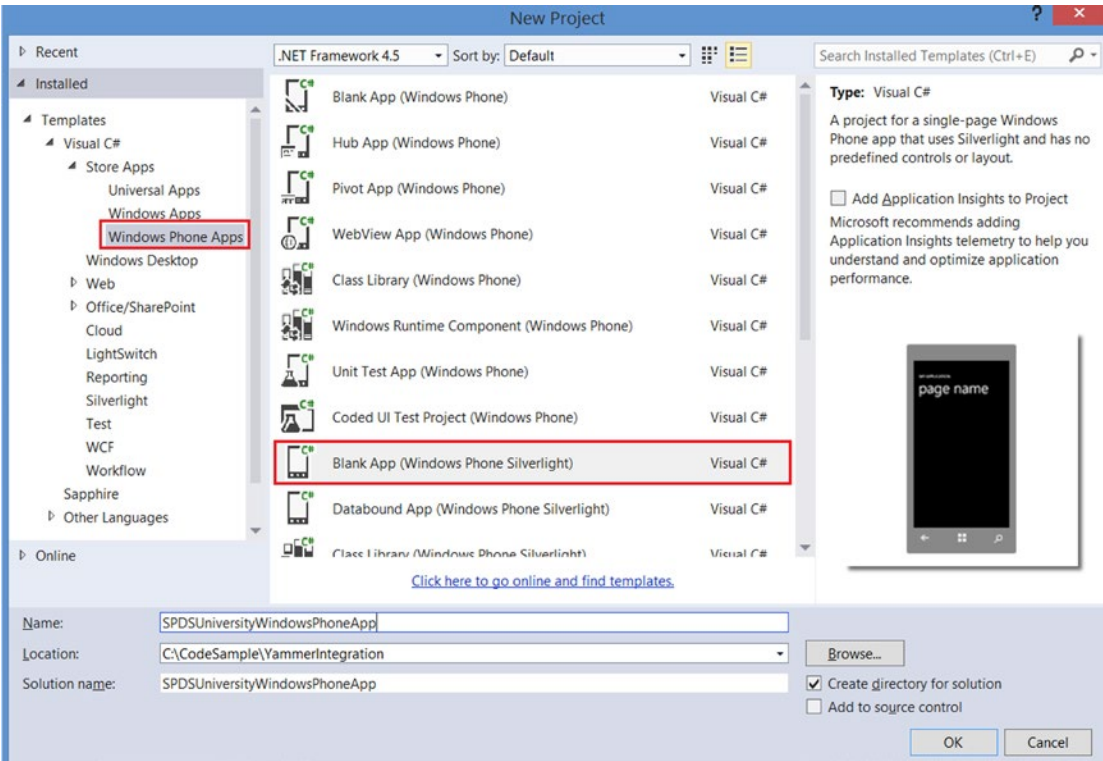 New Project
?
Recent
.NET Framework 4.5
Sort by:
Default
Search Installed Templates (Ctrl+E)
Installed
Templates
Visual C#
Store Apps
Universal Apps
Windows Apps
Windows Phone Apps
Windows Desktop
Web
Office/SharePoint
Cloud
LightSwitch
Reporting
Silverlight
Test
WCF
Workflow
Sapphire
Other Languages
Online
Blank App (Windows Phone) Visual C#
Hub App (Windows Phone) Visual C#
Pivot App (Windows Phone) Visual C#
WebView App (Windows Phone) Visual C#
Class Library (Windows Phone) Visual C#
Windows Runtime Component (Windows Phone) Visual C#
Unit Test App (Windows Phone) Visual C#
Coded UI Test Project (Windows Phone) Visual C#
Blank App (Windows Phone Silverlight) Visual C#
Databound App (Windows Phone Silverlight) Visual C#
Class Library (Windows Phone Silverlight) Visual C#
Click here to go online and find templates.
Type: Visual C#
A project for a single-page Windows
Phone app that uses Silverlight and has no
predefined controls or layout.
Add Application Insights to Project
Microsoft recommends adding
Application Insights telemetry to help you
understand and optimize application
performance.
page name
Name: SPDSUniversityWindowsPhoneApp
Location: C:\CodeSample\YammerIntegration
Browse...
Solution name: SPDSUniversityWindowsPhoneApp
Create directory for solution
Add to source control
OK
Cancel